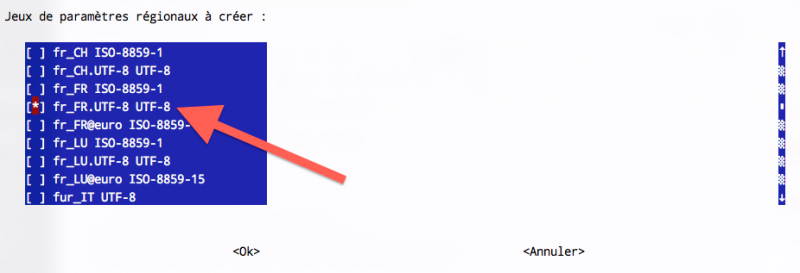 Jeux de paramètres régionaux à créer :
[ ] fr_CH ISO-8859-1
[ ] fr_CH.UTF-8 UTF-8
[ ] fr_FR ISO-8859-1
[*] fr_FR.UTF-8 UTF-8
[ ] fr_FR@euro ISO-8859-
[ ] fr_LU ISO-8859-1
[ ] fr_LU.UTF-8 UTF-8
[ ] fr_LU@euro ISO-8859-15
[ ] fur_IT UTF-8
<Ok> <Annuler>